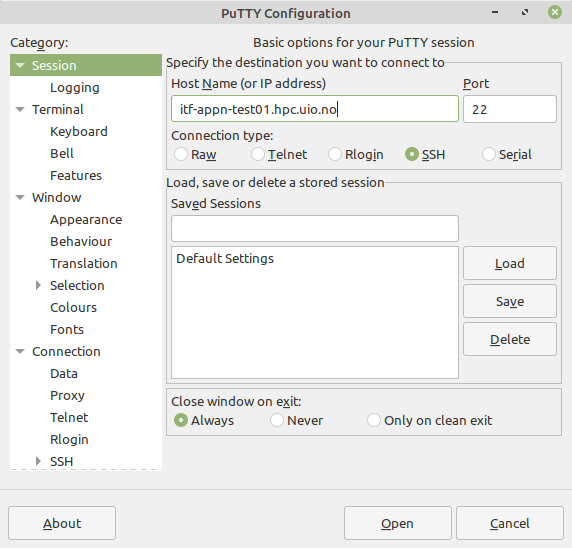 PuTTY Configuration
Category:
Session
Logging
Terminal
Keyboard
Bell
Features
Window
Appearance
Behaviour
Translation
Selection
Colours
Fonts
Connection
Data
Proxy
Telnet
Rlogin
SSH
Basic options for your PuTTY session
Specify the destination you want to connect to
Host Name (or IP address) Port
itf-appn-test01.hpc.uio.no 22
Connection type:
Raw Telnet Rlogin SSH Serial
Load, save or delete a stored session
Saved Sessions
Default Settings
Load
Save
Delete
Close window on exit:
Always Never Only on clean exit
About Open Cancel